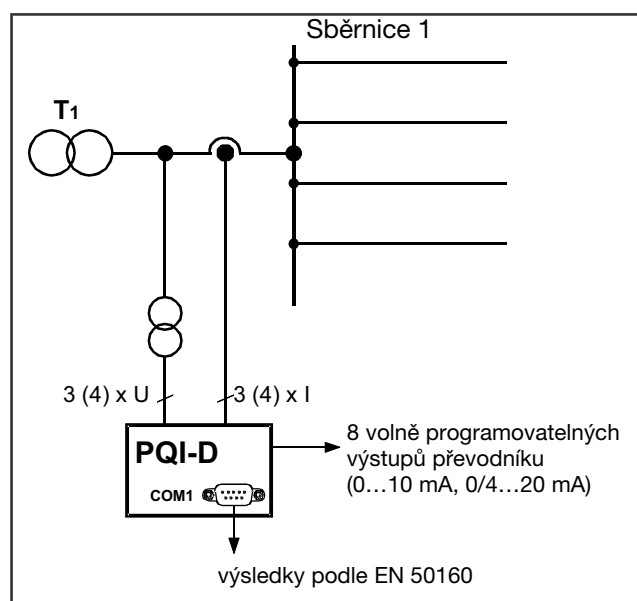 Sběrnice 1
T1
3 (4) x U
3 (4) x I
PQI-D
COM1
8 volně programovatelných
výstupů převodníku
(0…10 mA, 0/4…20 mA)
výsledky podle EN 50160